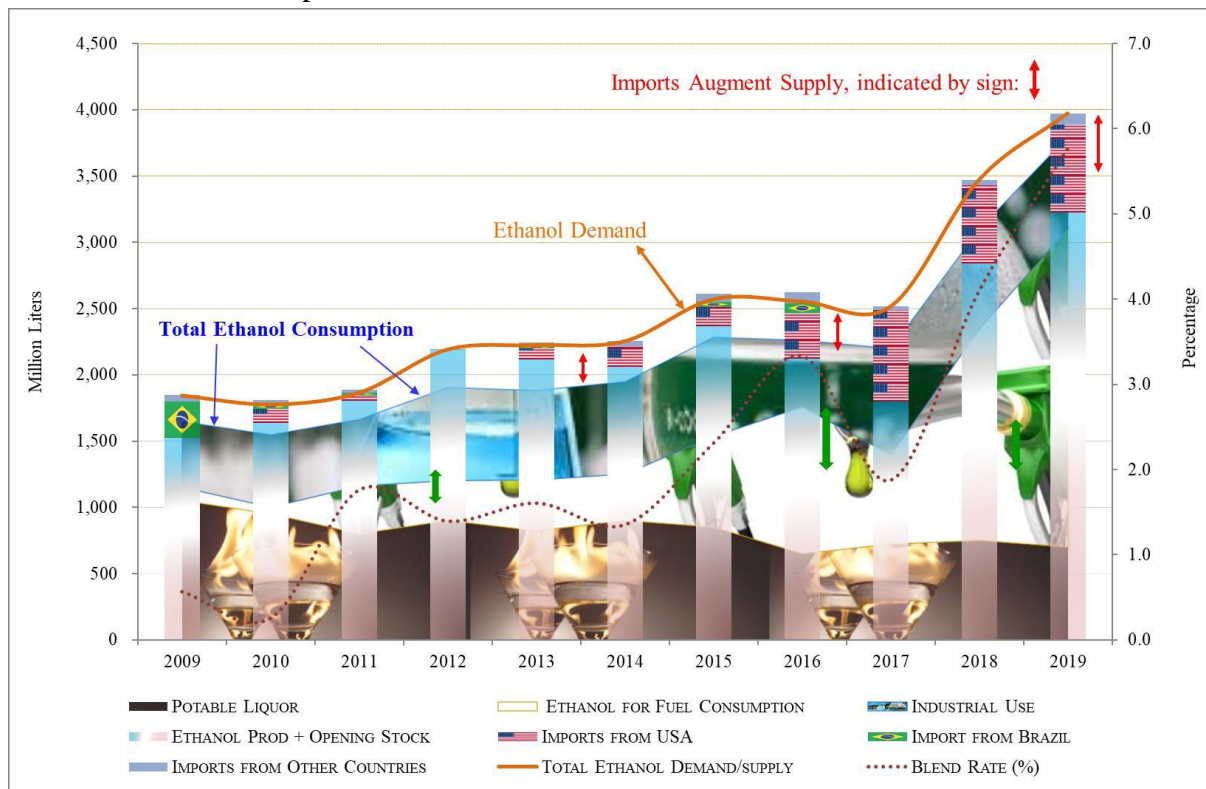 4,500
4,000
3,500
3,000
2,500
2,000
1,500
1,000
500
0
Million Liters
7.0
6.0
5.0
4.0
3.0
2.0
1.0
0.0
Percentage
Imports Augment Supply, indicated by sign:
Ethanol Demand
Total Ethanol Consumption
2009 2010 2011 2012 2013 2014 2015 2016 2017 2018 2019
POTABLE LIQUOR ETHANOL FOR FUEL CONSUMPTION INDUSTRIAL USE
ETHANOL PROD + OPENING STOCK IMPORTS FROM USA IMPORT FROM BRAZIL
IMPORTS FROM OTHER COUNTRIES TOTAL ETHANOL DEMAND/SUPPLY BLEND RATE (%)